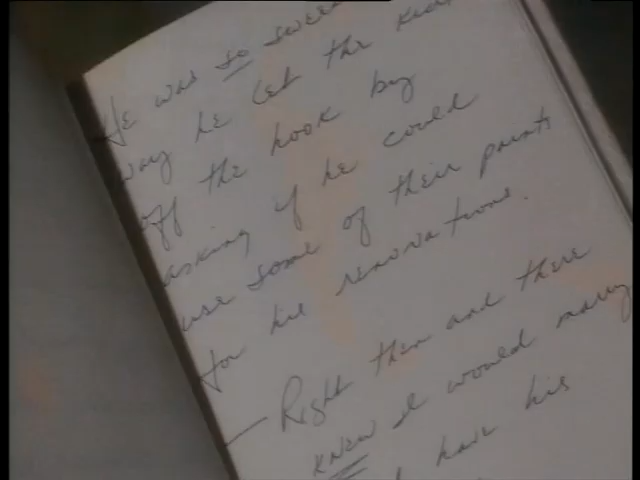 He was so sweet
way he let the kids
off the hook by
asking if he could
use some of their paints
for his renovations.
— Right then and there
KNEW I would marry
have his